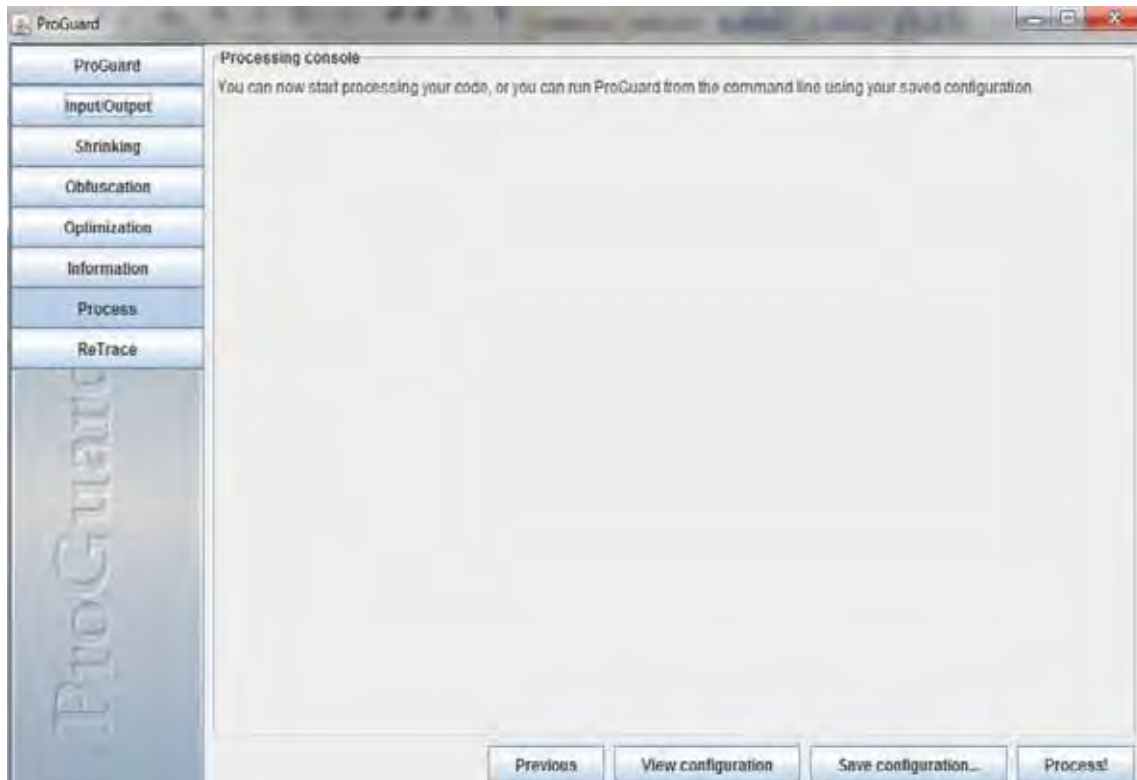 ProGuard
ProGuard
Input/Output
Shrinking
Obfuscation
Optimization
Information
Process
ReTrace
ProGuard
Processing console
You can now start processing your code, or you can run ProGuard from the command line using your saved configuration
Previous
View configuration
Save configuration...
Process!